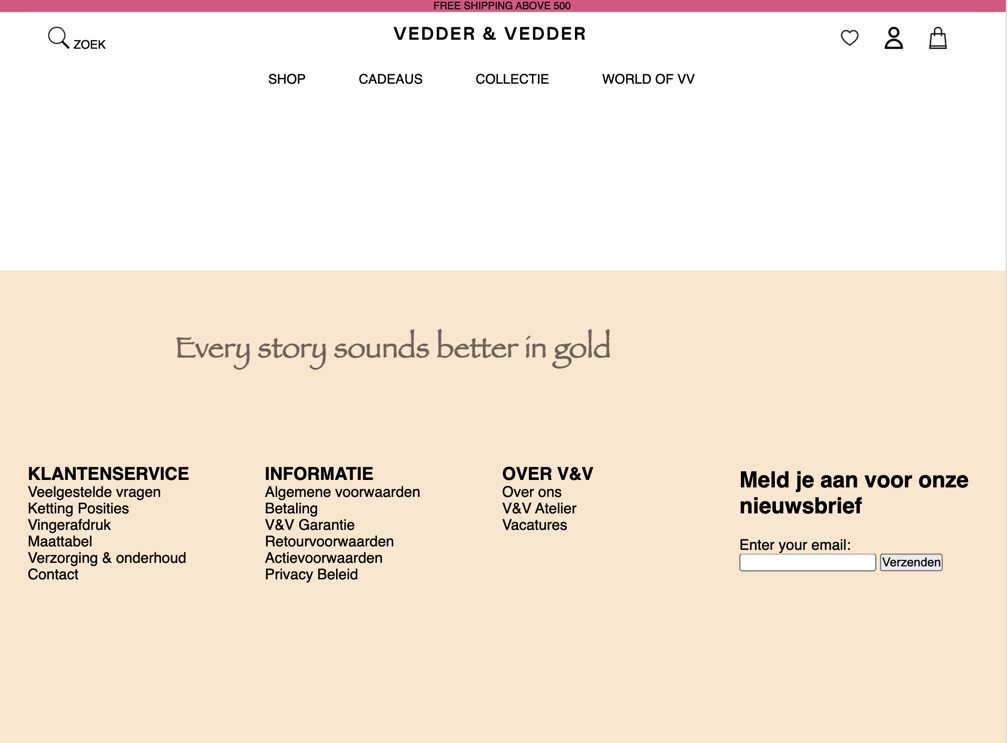 FREE SHIPPING ABOVE 500
ZOEK
VEDDER & VEDDER
SHOP CADEAUS COLLECTIE WORLD OF VV
Every story sounds better in gold
KLANTENSERVICE
Veelgestelde vragen
Ketting Posities
Vingerafdruk
Maattabel
Verzorging & onderhoud
Contact
INFORMATIE
Algemene voorwaarden
Betaling
V&V Garantie
Retourvoorwaarden
Actievoorwaarden
Privacy Beleid
OVER V&V
Over ons
V&V Atelier
Vacatures
Meld je aan voor onze
nieuwsbrief
Enter your email:
Verzenden